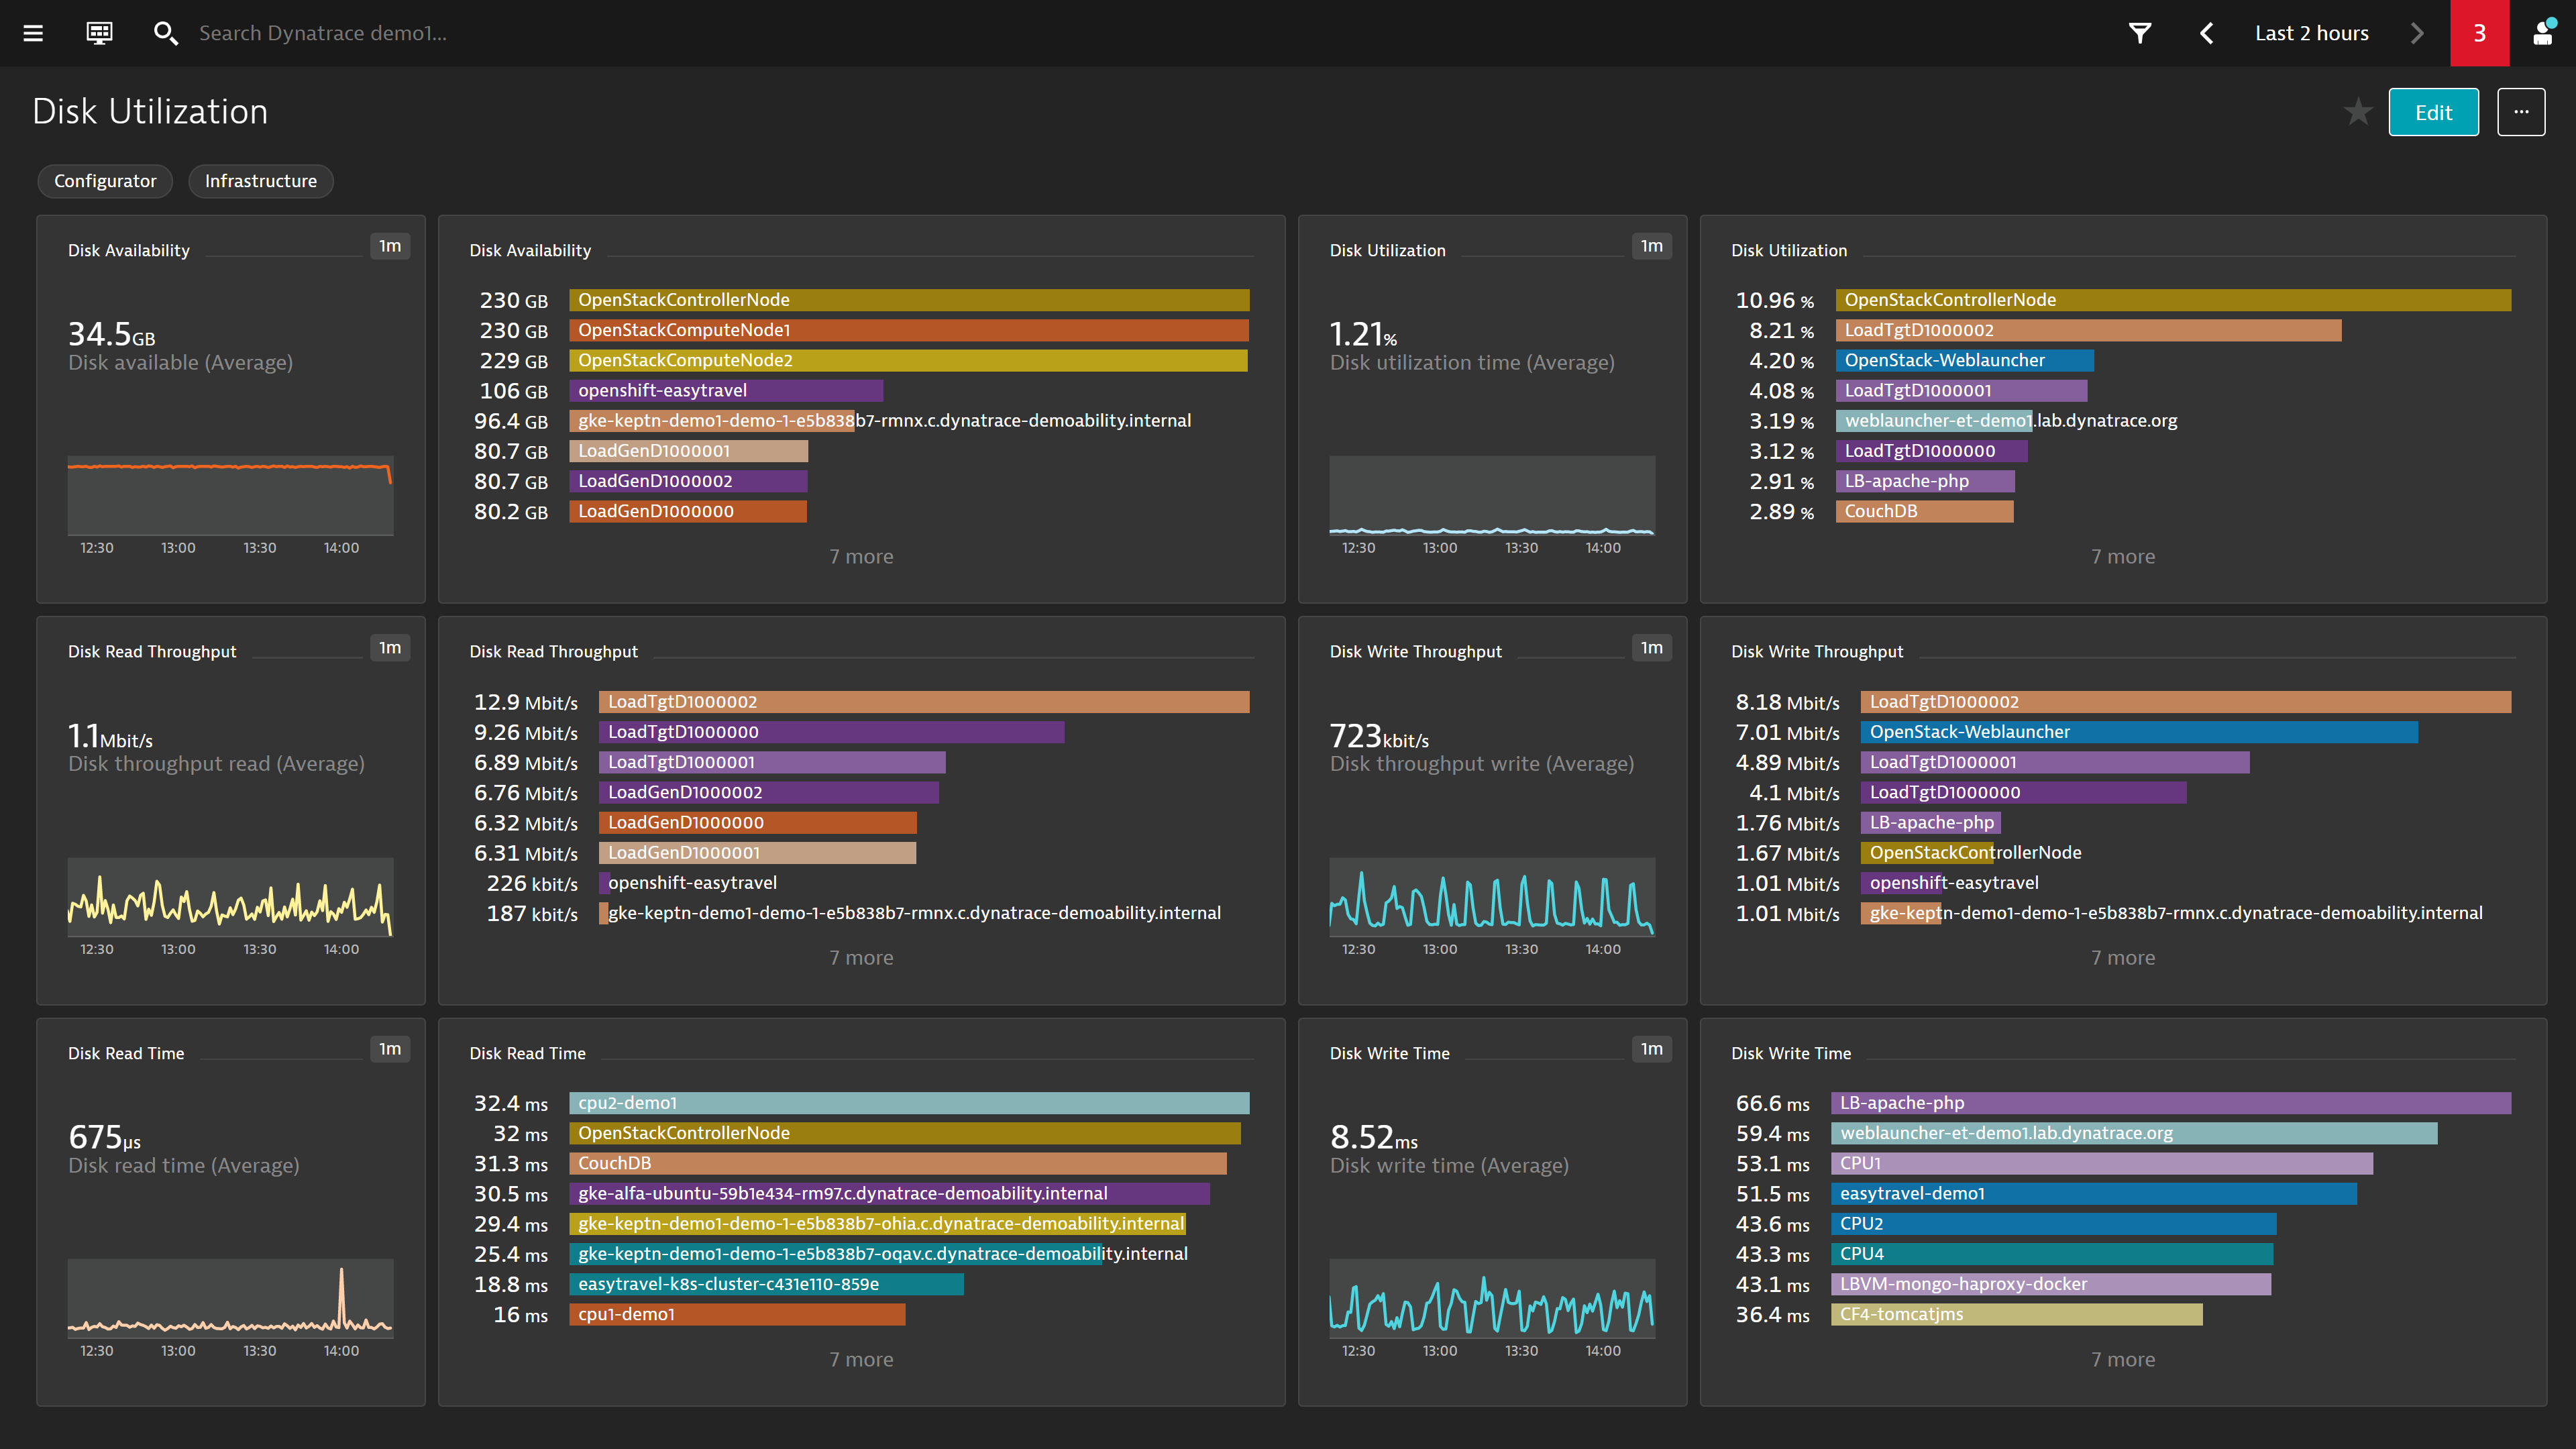 Search Dynatrace demo1...
Last 2 hours
3
Disk Utilization
Edit
...
Configurator
Infrastructure
Disk Availability
1m
34.5GB
Disk available (Average)
12:30 13:00 13:30 14:00
Disk Availability
230 GB OpenStackControllerNode
230 GB OpenStackComputeNode1
229 GB OpenStackComputeNode2
106 GB openshift-easytravel
96.4 GB gke-keptn-demo1-demo-1-e5b838b7-rmnx.c.dynatrace-demoability.internal
80.7 GB LoadGenD1000001
80.7 GB LoadGenD1000002
80.2 GB LoadGenD1000000
7 more
Disk Utilization
1m
1.21%
Disk utilization time (Average)
12:30 13:00 13:30 14:00
Disk Utilization
10.96 % OpenStackControllerNode
8.21 % LoadTgtD1000002
4.20 % OpenStack-Weblauncher
4.08 % LoadTgtD1000001
3.19 % weblauncher-et-demo1.lab.dynatrace.org
3.12 % LoadTgtD1000000
2.91 % LB-apache-php
2.89 % CouchDB
7 more
Disk Read Throughput
1m
1.1Mbit/s
Disk throughput read (Average)
12:30 13:00 13:30 14:00
Disk Read Throughput
12.9 Mbit/s LoadTgtD1000002
9.26 Mbit/s LoadTgtD1000000
6.89 Mbit/s LoadTgtD1000001
6.76 Mbit/s LoadGenD1000002
6.32 Mbit/s LoadGenD1000000
6.31 Mbit/s LoadGenD1000001
226 kbit/s openshift-easytravel
187 kbit/s gke-keptn-demo1-demo-1-e5b838b7-rmnx.c.dynatrace-demoability.internal
7 more
Disk Write Throughput
1m
723kbit/s
Disk throughput write (Average)
12:30 13:00 13:30 14:00
Disk Write Throughput
8.18 Mbit/s LoadTgtD1000002
7.01 Mbit/s OpenStack-Weblauncher
4.89 Mbit/s LoadTgtD1000001
4.1 Mbit/s LoadTgtD1000000
1.76 Mbit/s LB-apache-php
1.67 Mbit/s OpenStackControllerNode
1.01 Mbit/s openshift-easytravel
1.01 Mbit/s gke-keptn-demo1-demo-1-e5b838b7-rmnx.c.dynatrace-demoability.internal
7 more
Disk Read Time
1m
675µs
Disk read time (Average)
12:30 13:00 13:30 14:00
Disk Read Time
32.4 ms cpu2-demo1
32 ms OpenStackControllerNode
31.3 ms CouchDB
30.5 ms gke-alfa-ubuntu-59b1e434-rm97.c.dynatrace-demoability.internal
29.4 ms gke-keptn-demo1-demo-1-e5b838b7-ohia.c.dynatrace-demoability.internal
25.4 ms gke-keptn-demo1-demo-1-e5b838b7-oqav.c.dynatrace-demoability.internal
18.8 ms easytravel-k8s-cluster-c431e110-859e
16 ms cpu1-demo1
7 more
Disk Write Time
1m
8.52ms
Disk write time (Average)
12:30 13:00 13:30 14:00
Disk Write Time
66.6 ms LB-apache-php
59.4 ms weblauncher-et-demo1.lab.dynatrace.org
53.1 ms CPU1
51.5 ms easytravel-demo1
43.6 ms CPU2
43.3 ms CPU4
43.1 ms LBVM-mongo-haproxy-docker
36.4 ms CF4-tomcatjms
7 more